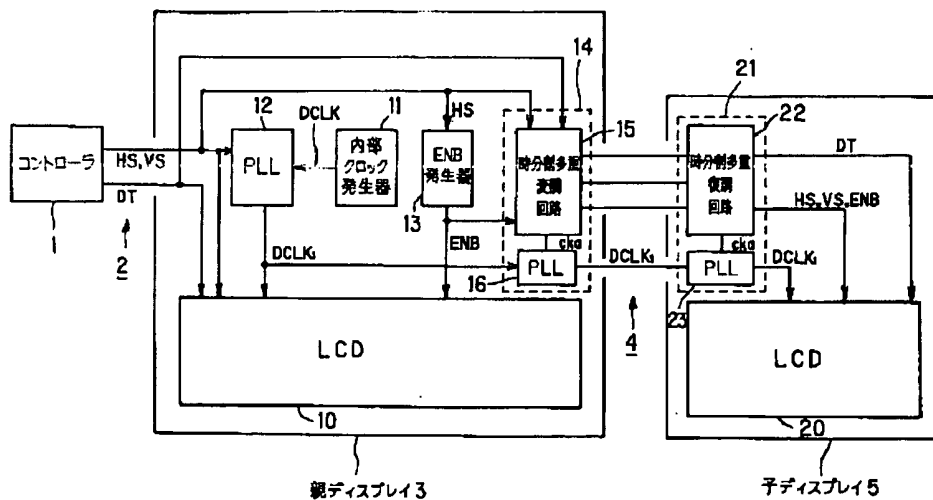 コントローラ
1
HS,VS
DT
2
12
PLL
DCLK
11
内部
クロック
発生器
HS
ENB
発生器
13
ENB
DCLK₁
14
15
時分割多重
変調
回路
cka
PLL
16
LCD
10
親ディスプレイ3
DCLK₁
4
21
22
時分割多重
復調
回路
cka
PLL
23
DT
HS,VS,ENB
DCLK₁
LCD
20
子ディスプレイ5